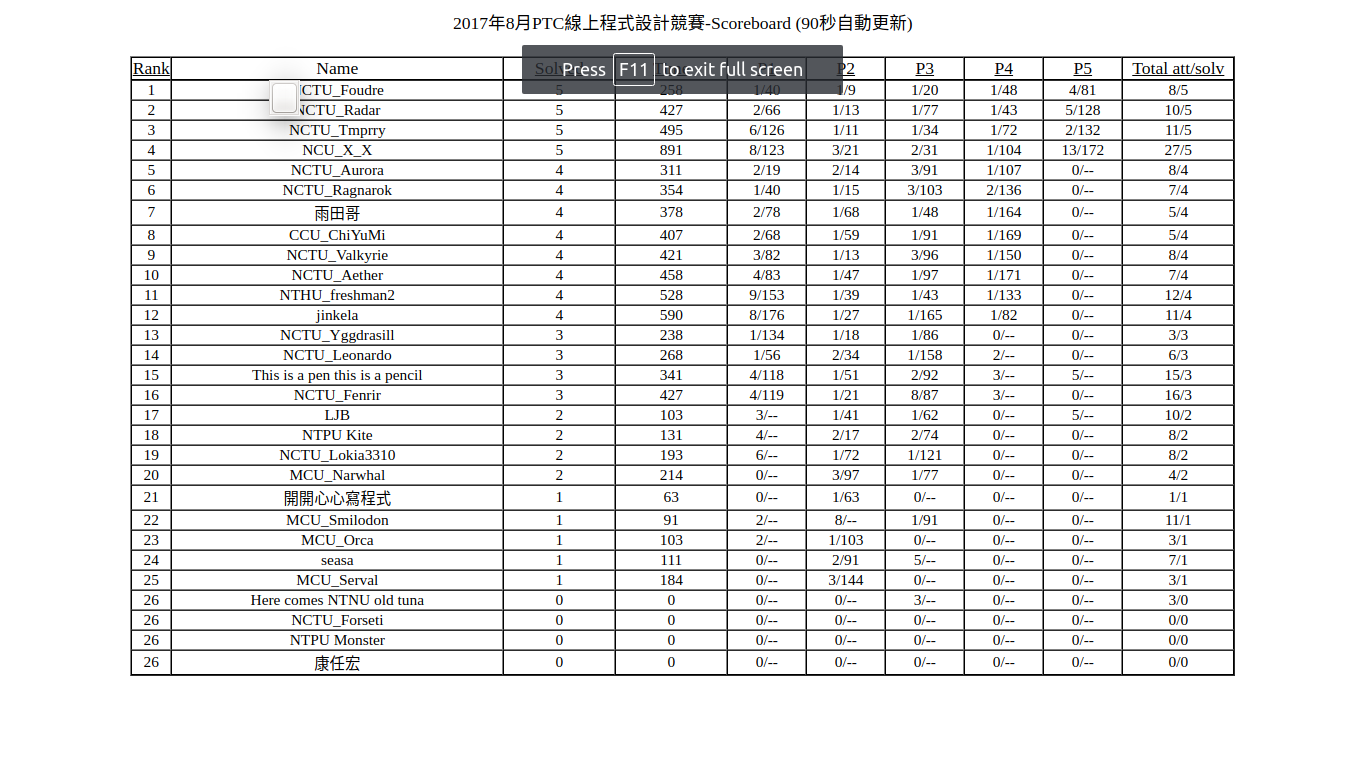 2017年8月PTC線上程式設計競賽-Scoreboard (90秒自動更新)
Press F11 to exit full screen
Rank Name P2 P3 P4 P5 Total att/solv
1 NCTU_Foudre 5 258 1/40 1/9 1/20 1/48 4/81 8/5
2 NCTU_Radar 5 427 2/66 1/13 1/77 1/43 5/128 10/5
3 NCTU_Tmprry 5 495 6/126 1/11 1/34 1/72 2/132 11/5
4 NCU_X_X 5 891 8/123 3/21 2/31 1/104 13/172 27/5
5 NCTU_Aurora 4 311 2/19 2/14 3/91 1/107 0/-- 8/4
6 NCTU_Ragnarok 4 354 1/40 1/15 3/103 2/136 0/-- 7/4
7 雨田哥 4 378 2/78 1/68 1/48 1/164 0/-- 5/4
8 CCU_ChiYuMi 4 407 2/68 1/59 1/91 1/169 0/-- 5/4
9 NCTU_Valkyrie 4 421 3/82 1/13 3/96 1/150 0/-- 8/4
10 NCTU_Aether 4 458 4/83 1/47 1/97 1/171 0/-- 7/4
11 NTHU_freshman2 4 528 9/153 1/39 1/43 1/133 0/-- 12/4
12 jinkela 4 590 8/176 1/27 1/165 1/82 0/-- 11/4
13 NCTU_Yggdrasill 3 238 1/134 1/18 1/86 0/-- 0/-- 3/3
14 NCTU_Leonardo 3 268 1/56 2/34 1/158 2/-- 0/-- 6/3
15 This is a pen this is a pencil 3 341 4/118 1/51 2/92 3/-- 5/-- 15/3
16 NCTU_Fenrir 3 427 4/119 1/21 8/87 3/-- 0/-- 16/3
17 LJB 2 103 3/-- 1/41 1/62 0/-- 5/-- 10/2
18 NTPU Kite 2 131 4/-- 2/17 2/74 0/-- 0/-- 8/2
19 NCTU_Lokia3310 2 193 6/-- 1/72 1/121 0/-- 0/-- 8/2
20 MCU_Narwhal 2 214 0/-- 3/97 1/77 0/-- 0/-- 4/2
21 開開心心寫程式 1 63 0/-- 1/63 0/-- 0/-- 0/-- 1/1
22 MCU_Smilodon 1 91 2/-- 8/-- 1/91 0/-- 0/-- 11/1
23 MCU_Orca 1 103 2/-- 1/103 0/-- 0/-- 0/-- 3/1
24 seasa 1 111 0/-- 2/91 5/-- 0/-- 0/-- 7/1
25 MCU_Serval 1 184 0/-- 3/144 0/-- 0/-- 0/-- 3/1
26 Here comes NTNU old tuna 0 0 0/-- 0/-- 3/-- 0/-- 0/-- 3/0
26 NCTU_Forseti 0 0 0/-- 0/-- 0/-- 0/-- 0/-- 0/0
26 NTPU Monster 0 0 0/-- 0/-- 0/-- 0/-- 0/-- 0/0
26 康任宏 0 0 0/-- 0/-- 0/-- 0/-- 0/-- 0/0